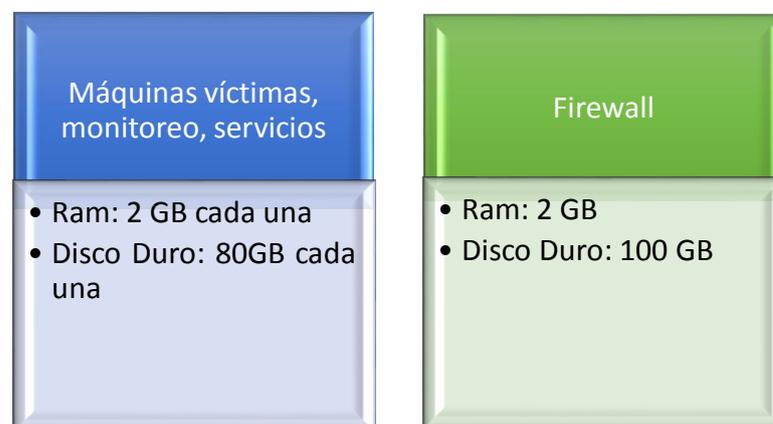 Máquinas víctimas,
monitoreo, servicios
• Ram: 2 GB cada una
• Disco Duro: 80GB cada
una
Firewall
• Ram: 2 GB
• Disco Duro: 100 GB